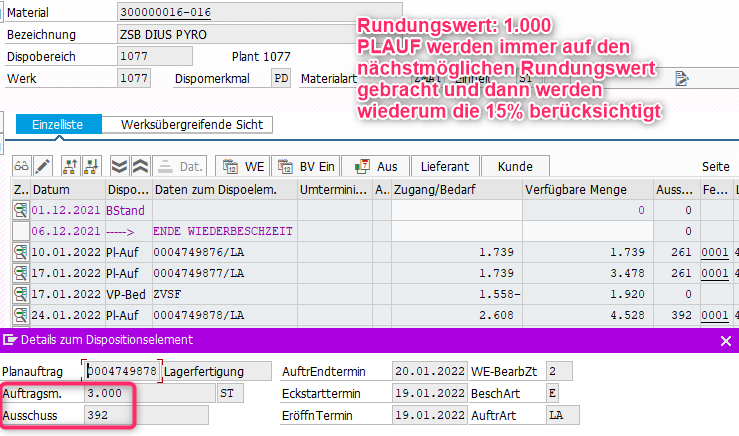 Material 300000016-016
Bezeichnung ZSB DIUS PYRO
Dispobereich 1077 Plant 1077
Werk 1077 Dispomerkmal PD Materialart
Rundungswert: 1.000
PLAUF werden immer auf den
nächstmöglichen Rundungswert
gebracht und dann werden
wiederum die 15% berücksichtigt
Einzelliste Werksübergreifende Sicht
Dat. WE BV Ein Aus Lieferant Kunde Seite
Z... Datum Dispo... Daten zum Dispoelem. Umtermini... A... Zugang/Bedarf Verfügbare Menge Auss... Fe... L
01.12.2021 BStand 0 0
06.12.2021 -----> ENDE WIEDERBESCHZEIT 0
10.01.2022 Pl-Auf 0004749876/LA 1.739 1.739 261 0001 4
17.01.2022 Pl-Auf 0004749877/LA 1.739 3.478 261 0001 4
17.01.2022 VP-Bed ZVSF 1.558- 1.920 0
24.01.2022 Pl-Auf 0004749878/LA 2.608 4.528 392 0001 4
Details zum Dispositionselement
Planauftrag 0004749878 Lagerfertigung AuftrEndtermin 20.01.2022 WE-BearbZt 2
Auftragsm. 3.000 ST Eckstarttermin 19.01.2022 BeschArt E
Ausschuss 392 EröffnTermin 19.01.2022 AuftrArt LA